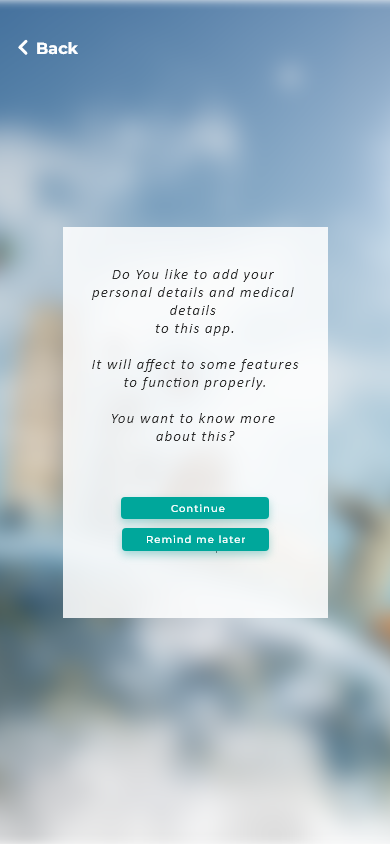 Back
Do You like to add your
personal details and medical
details
to this app.
It will affect to some features
to function properly.
You want to know more
about this?
Continue
Remind me later